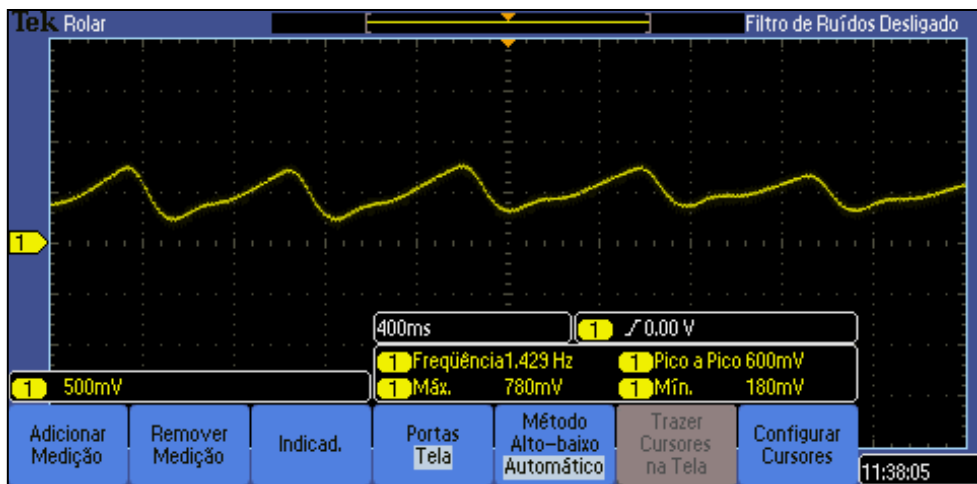 Tek Rolar Filtro de Ruídos Desligado
1
400ms 1 0.00 V
1 Freqüência1.429 Hz 1 Pico a Pico 600mV
1 500mV 1 Máx. 780mV 1 Mín. 180mV
Adicionar
Medição
Remover
Medição
Indicad.
Portas
Tela
Método
Alto-baixo
Automático
Trazer
Cursores
na Tela
Configurar
Cursores
11:38:05